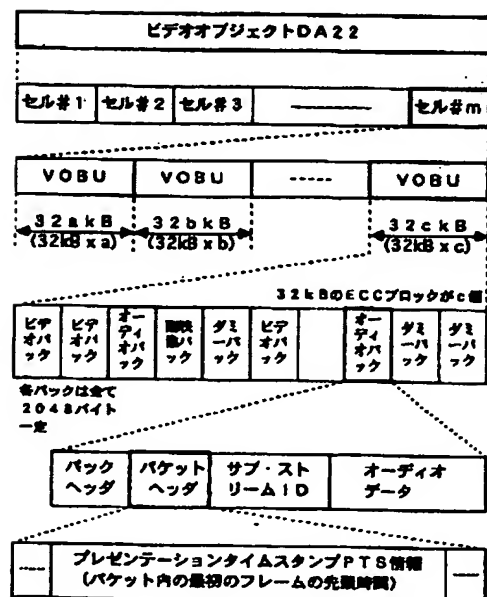 ビデオオブジェクトDA22
セル#1 セル#2 セル#3 セル#m
VOBU VOBU ----- VOBU
32akB 32bkB 32ckB
(32kB x a) (32kB x b) (32kB x c)
32kBのECCブロックがc個
ビデオパック ビデオパック オーディオパック 副映像パック ダミーパック ビデオパック オーディオパック ダミーパック ダミーパック
各パックは全て
2048バイト
一定
パックヘッダ パケットヘッダ サブ・ストリームID オーディオデータ
プレゼンテーションタイムスタンプPTS情報
(パケット内の最初のフレームの先頭時間)